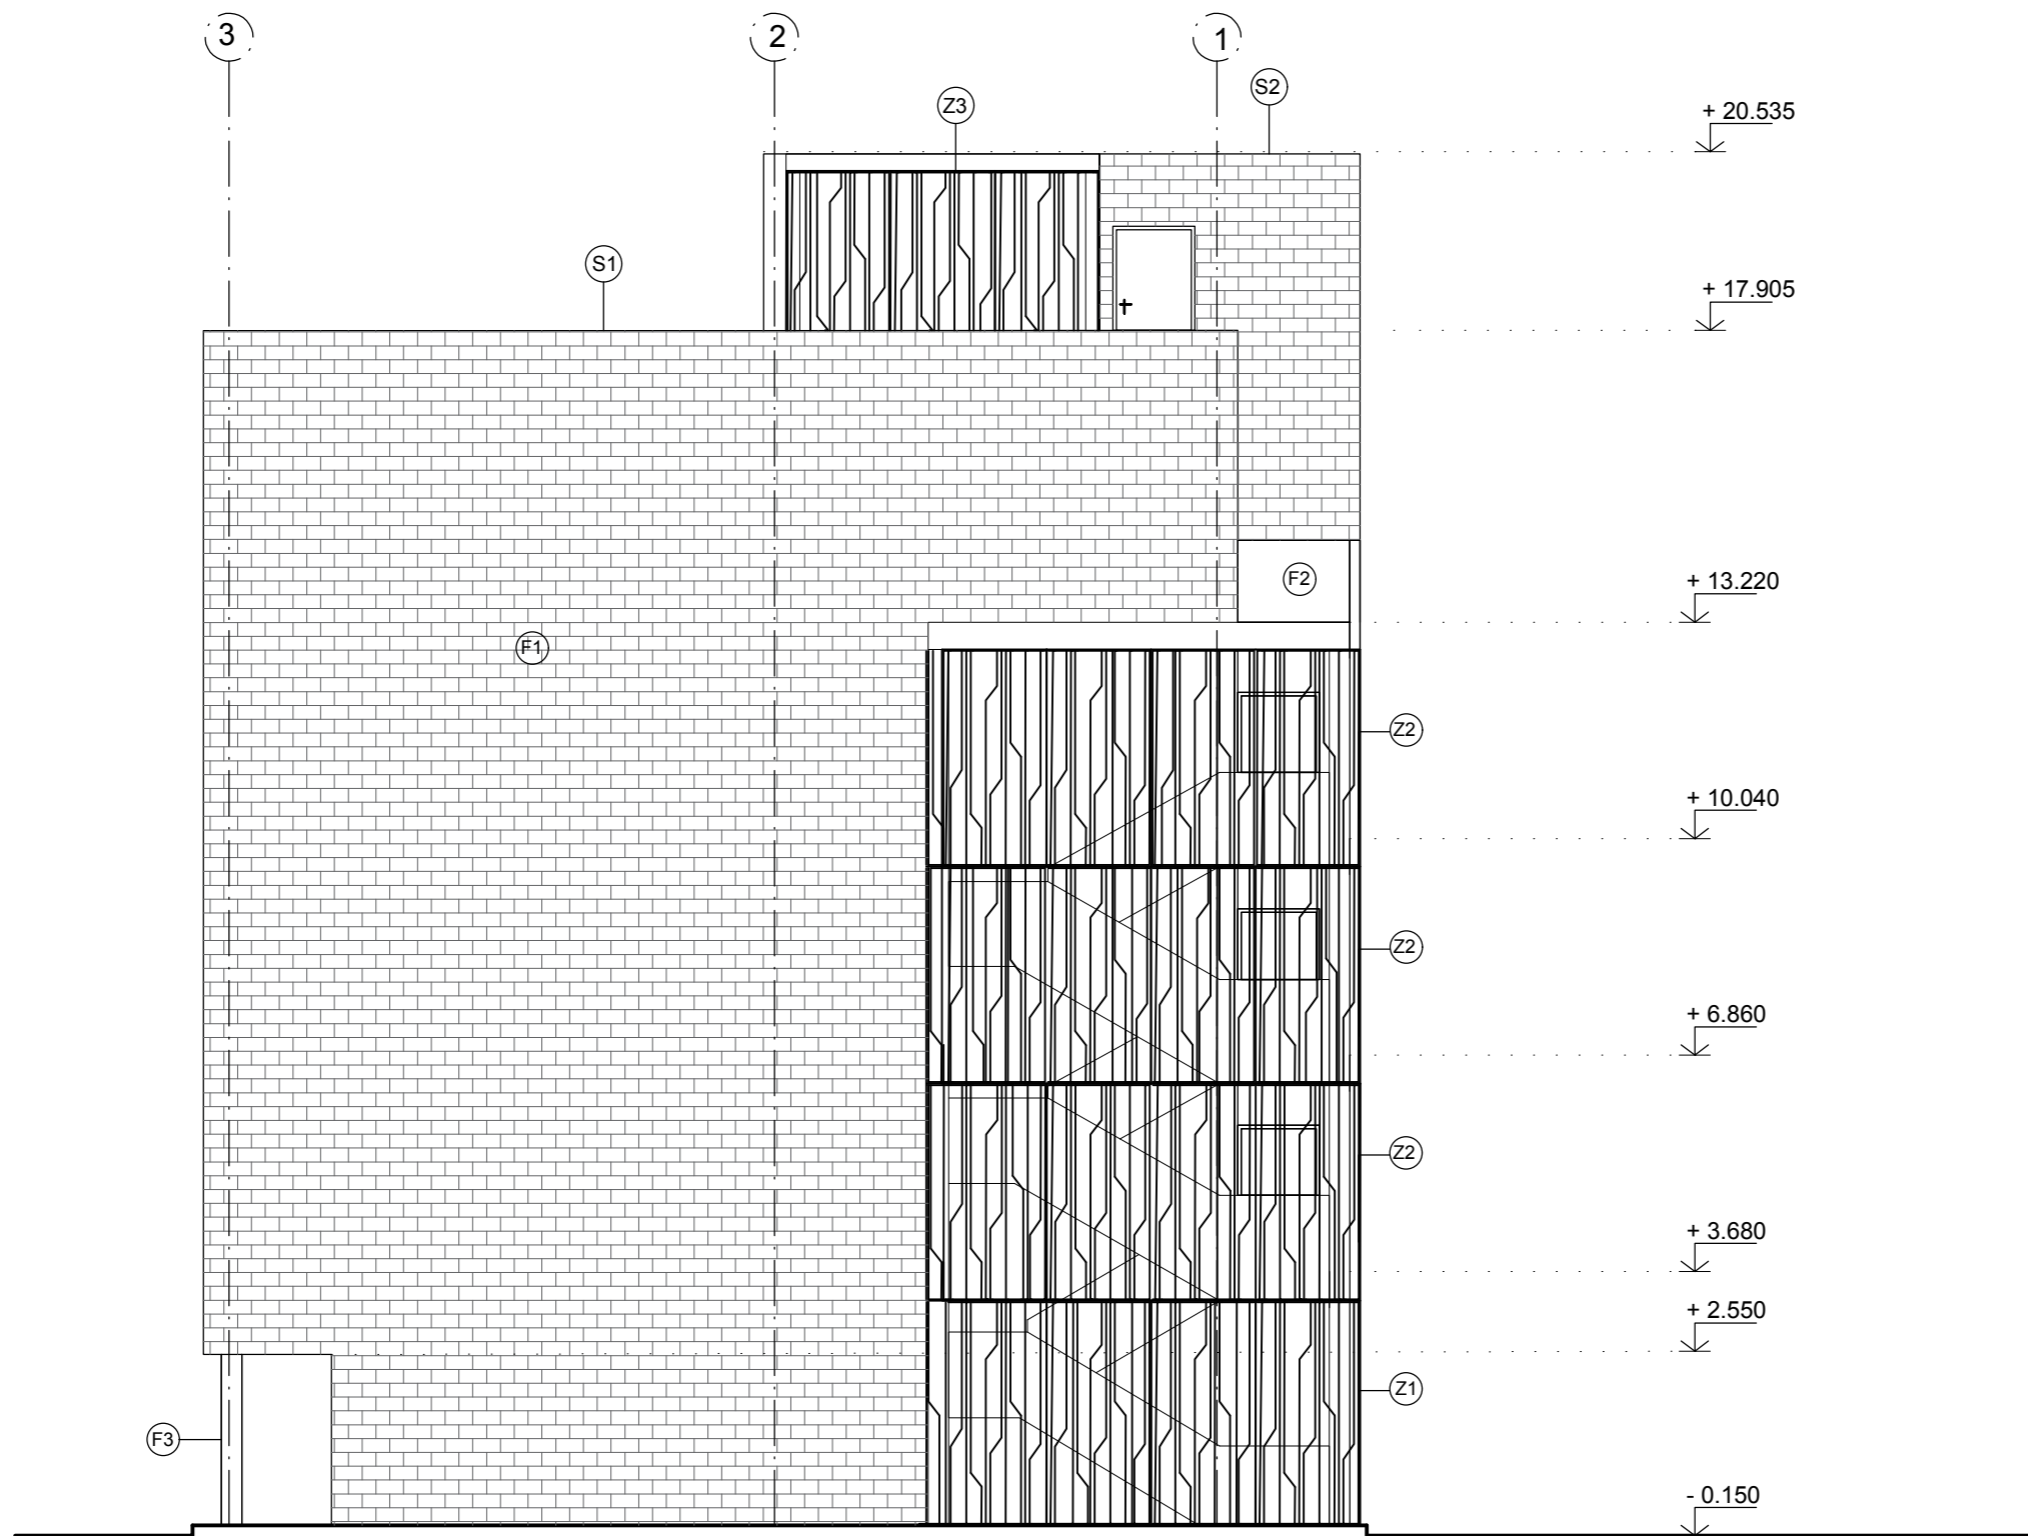 3
2
1
S2
Z3
+ 20.535
S1
+ 17.905
F2
+ 13.220
F1
Z2
+ 10.040
Z2
+ 6.860
Z2
+ 3.680
+ 2.550
Z1
F3
- 0.150